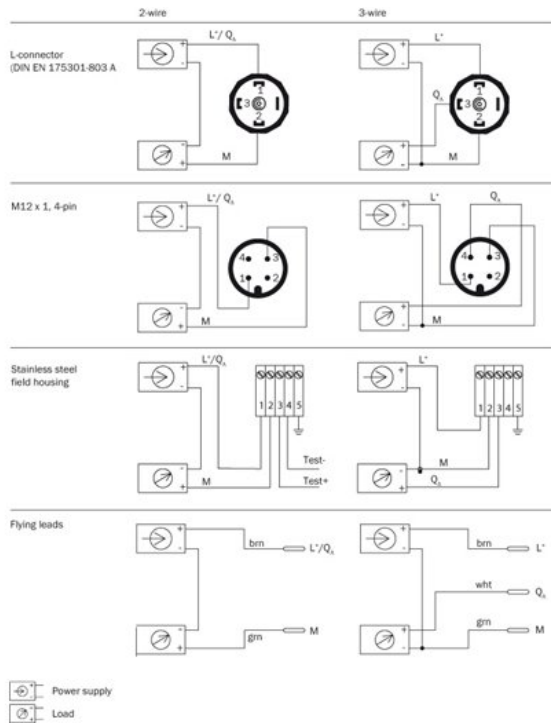 2-wire
3-wire
L-connector
(DIN EN 175301-803 A
L⁺/ Qₐ
+
-
1
3
2
-
+
M
L⁺
+
-
Qₐ
1
3
2
+
-
M
M12 x 1, 4-pin
L⁺/ Qₐ
+
-
4
3
1
2
-
+
M
L⁺
Qₐ
+
-
4
3
1
2
+
-
M
Stainless steel
field housing
L⁺/Qₐ
+
-
1 2 3 4 5
Test-
Test+
-
+
M
L⁺
+
-
1 2 3 4 5
-
+
M
Qₐ
Flying leads
+
-
brn
L⁺/Qₐ
-
+
grn
M
+
-
brn
L⁺
wht
Qₐ
+
-
grn
M
+
-
Power supply
+
-
Load